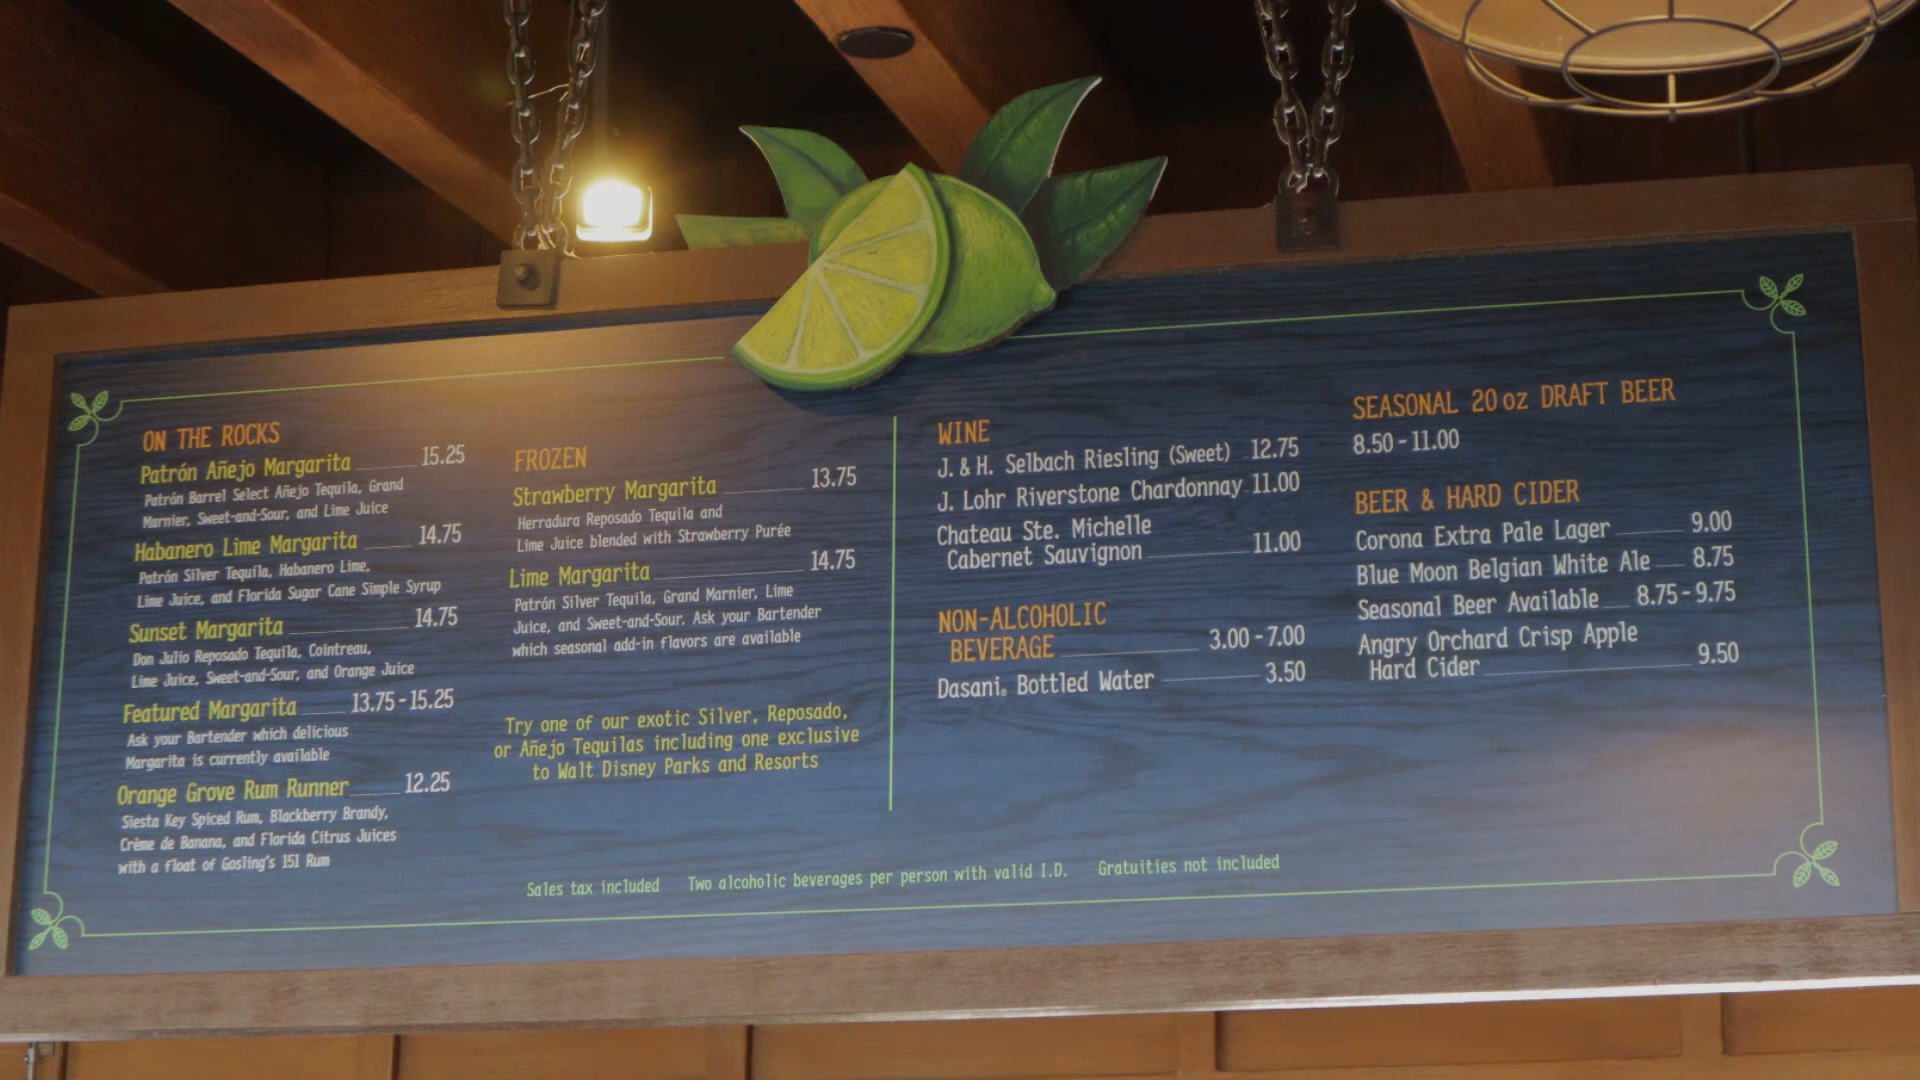 ON THE ROCKS
Patrón Añejo Margarita 15.25
Patrón Barrel Select Añejo Tequila, Grand
Marnier, Sweet-and-Sour, and Lime Juice
Habanero Lime Margarita 14.75
Patrón Silver Tequila, Habanero Lime,
Lime Juice, and Florida Sugar Cane Simple Syrup
Sunset Margarita 14.75
Don Julio Reposado Tequila, Cointreau,
Lime Juice, Sweet-and-Sour, and Orange Juice
Featured Margarita 13.75-15.25
Ask your Bartender which delicious
Margarita is currently available
Orange Grove Rum Runner 12.25
Siesta Key Spiced Rum, Blackberry Brandy,
Crème de Banana, and Florida Citrus Juices
with a float of Gosling's 151 Rum
FROZEN
Strawberry Margarita 13.75
Herradura Reposado Tequila and
Lime Juice blended with Strawberry Purée
Lime Margarita 14.75
Patrón Silver Tequila, Grand Marnier, Lime
Juice, and Sweet-and-Sour. Ask your Bartender
which seasonal add-in flavors are available
Try one of our exotic Silver, Reposado,
or Añejo Tequilas including one exclusive
to Walt Disney Parks and Resorts
WINE
J. & H. Selbach Riesling (Sweet) 12.75
J. Lohr Riverstone Chardonnay 11.00
Chateau Ste. Michelle
Cabernet Sauvignon 11.00
NON-ALCOHOLIC
BEVERAGE 3.00-7.00
Dasani® Bottled Water 3.50
SEASONAL 20 oz DRAFT BEER
8.50-11.00
BEER & HARD CIDER
Corona Extra Pale Lager 9.00
Blue Moon Belgian White Ale 8.75
Seasonal Beer Available 8.75-9.75
Angry Orchard Crisp Apple
Hard Cider 9.50
Sales tax included Two alcoholic beverages per person with valid I.D. Gratuities not included